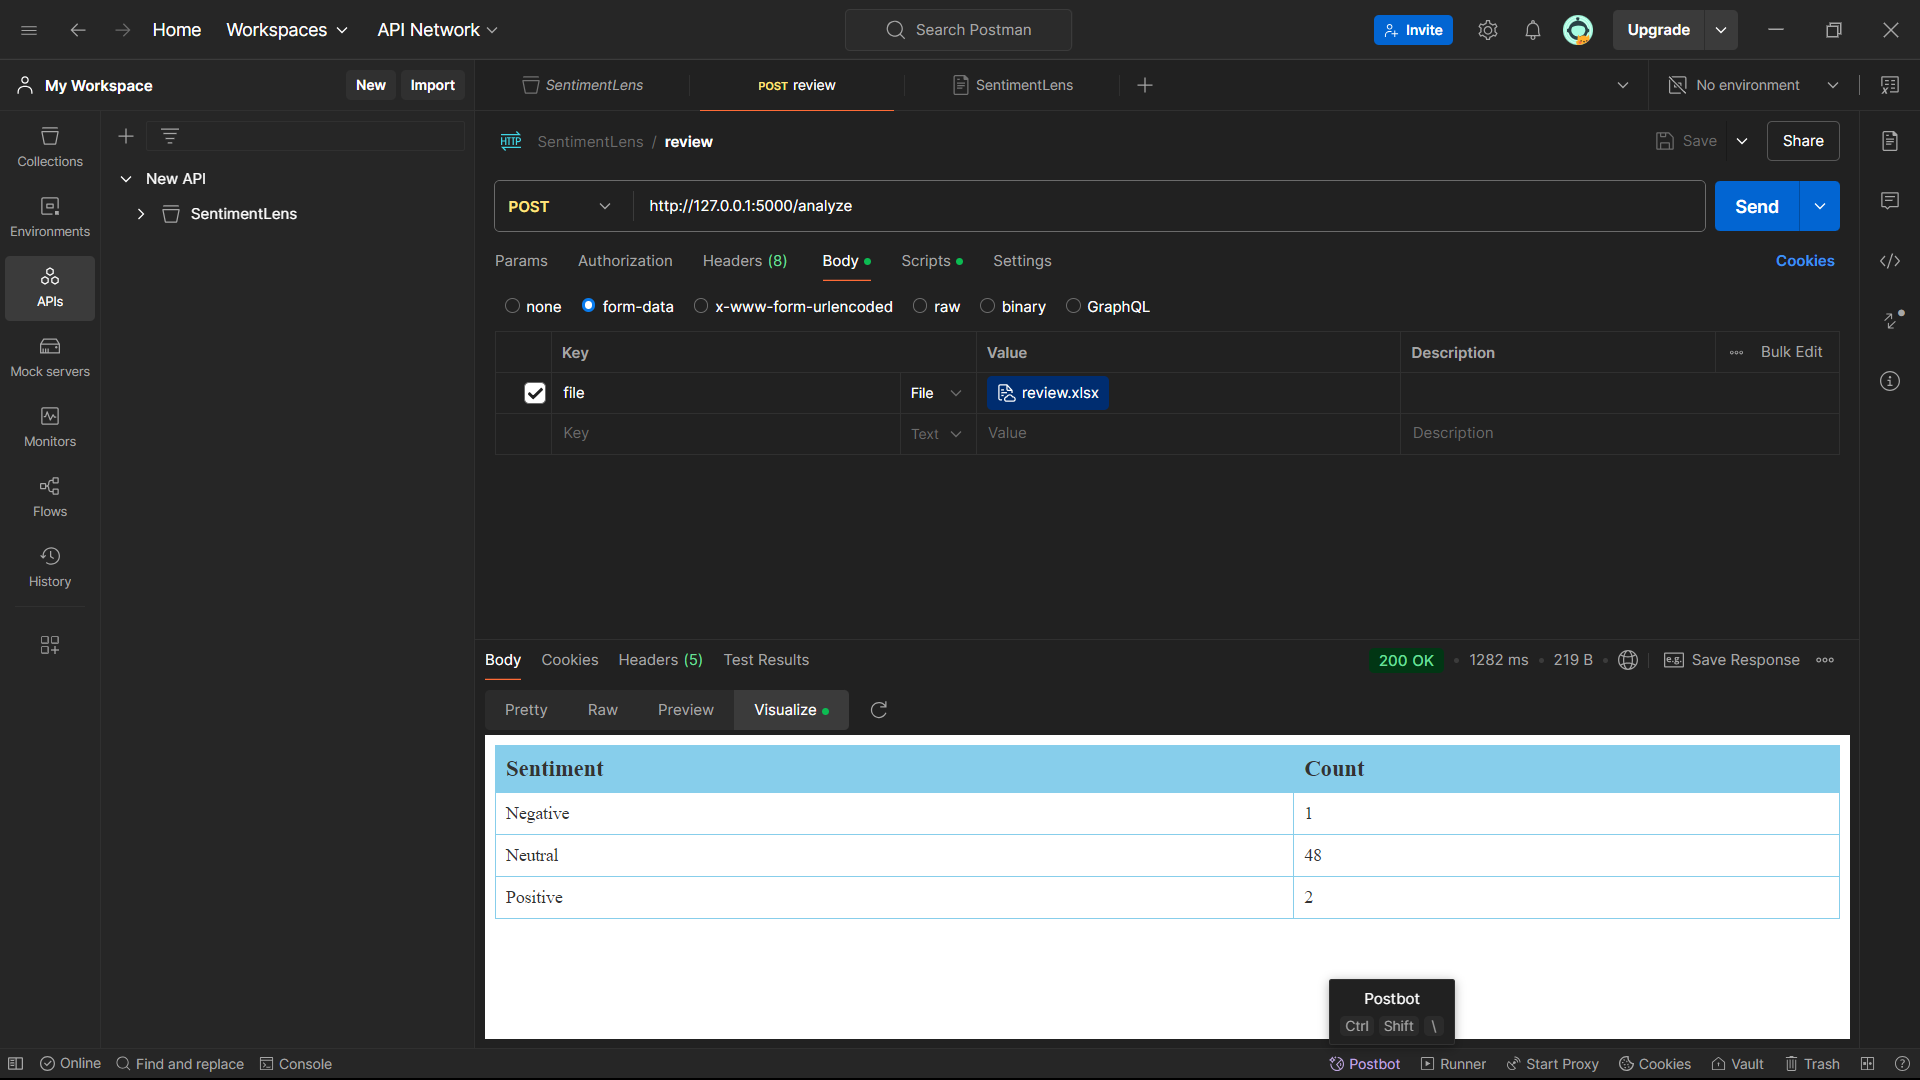 Home Workspaces API Network Search Postman Invite Upgrade
My Workspace New Import SentimentLens POST review SentimentLens No environment
Collections
Environments
APIs
Mock servers
Monitors
Flows
History
New API
SentimentLens
HTTP SentimentLens / review Save Share
POST http://127.0.0.1:5000/analyze Send
Params Authorization Headers (8) Body Scripts Settings Cookies
none form-data x-www-form-urlencoded raw binary GraphQL
Key Value Description Bulk Edit
file File review.xlsx
Key Text Value Description
Body Cookies Headers (5) Test Results 200 OK 1282 ms 219 B e.g. Save Response
Pretty Raw Preview Visualize
Sentiment Count
Negative 1
Neutral 48
Positive 2
Postbot
Ctrl Shift \
Online Find and replace Console Postbot Runner Start Proxy Cookies Vault Trash